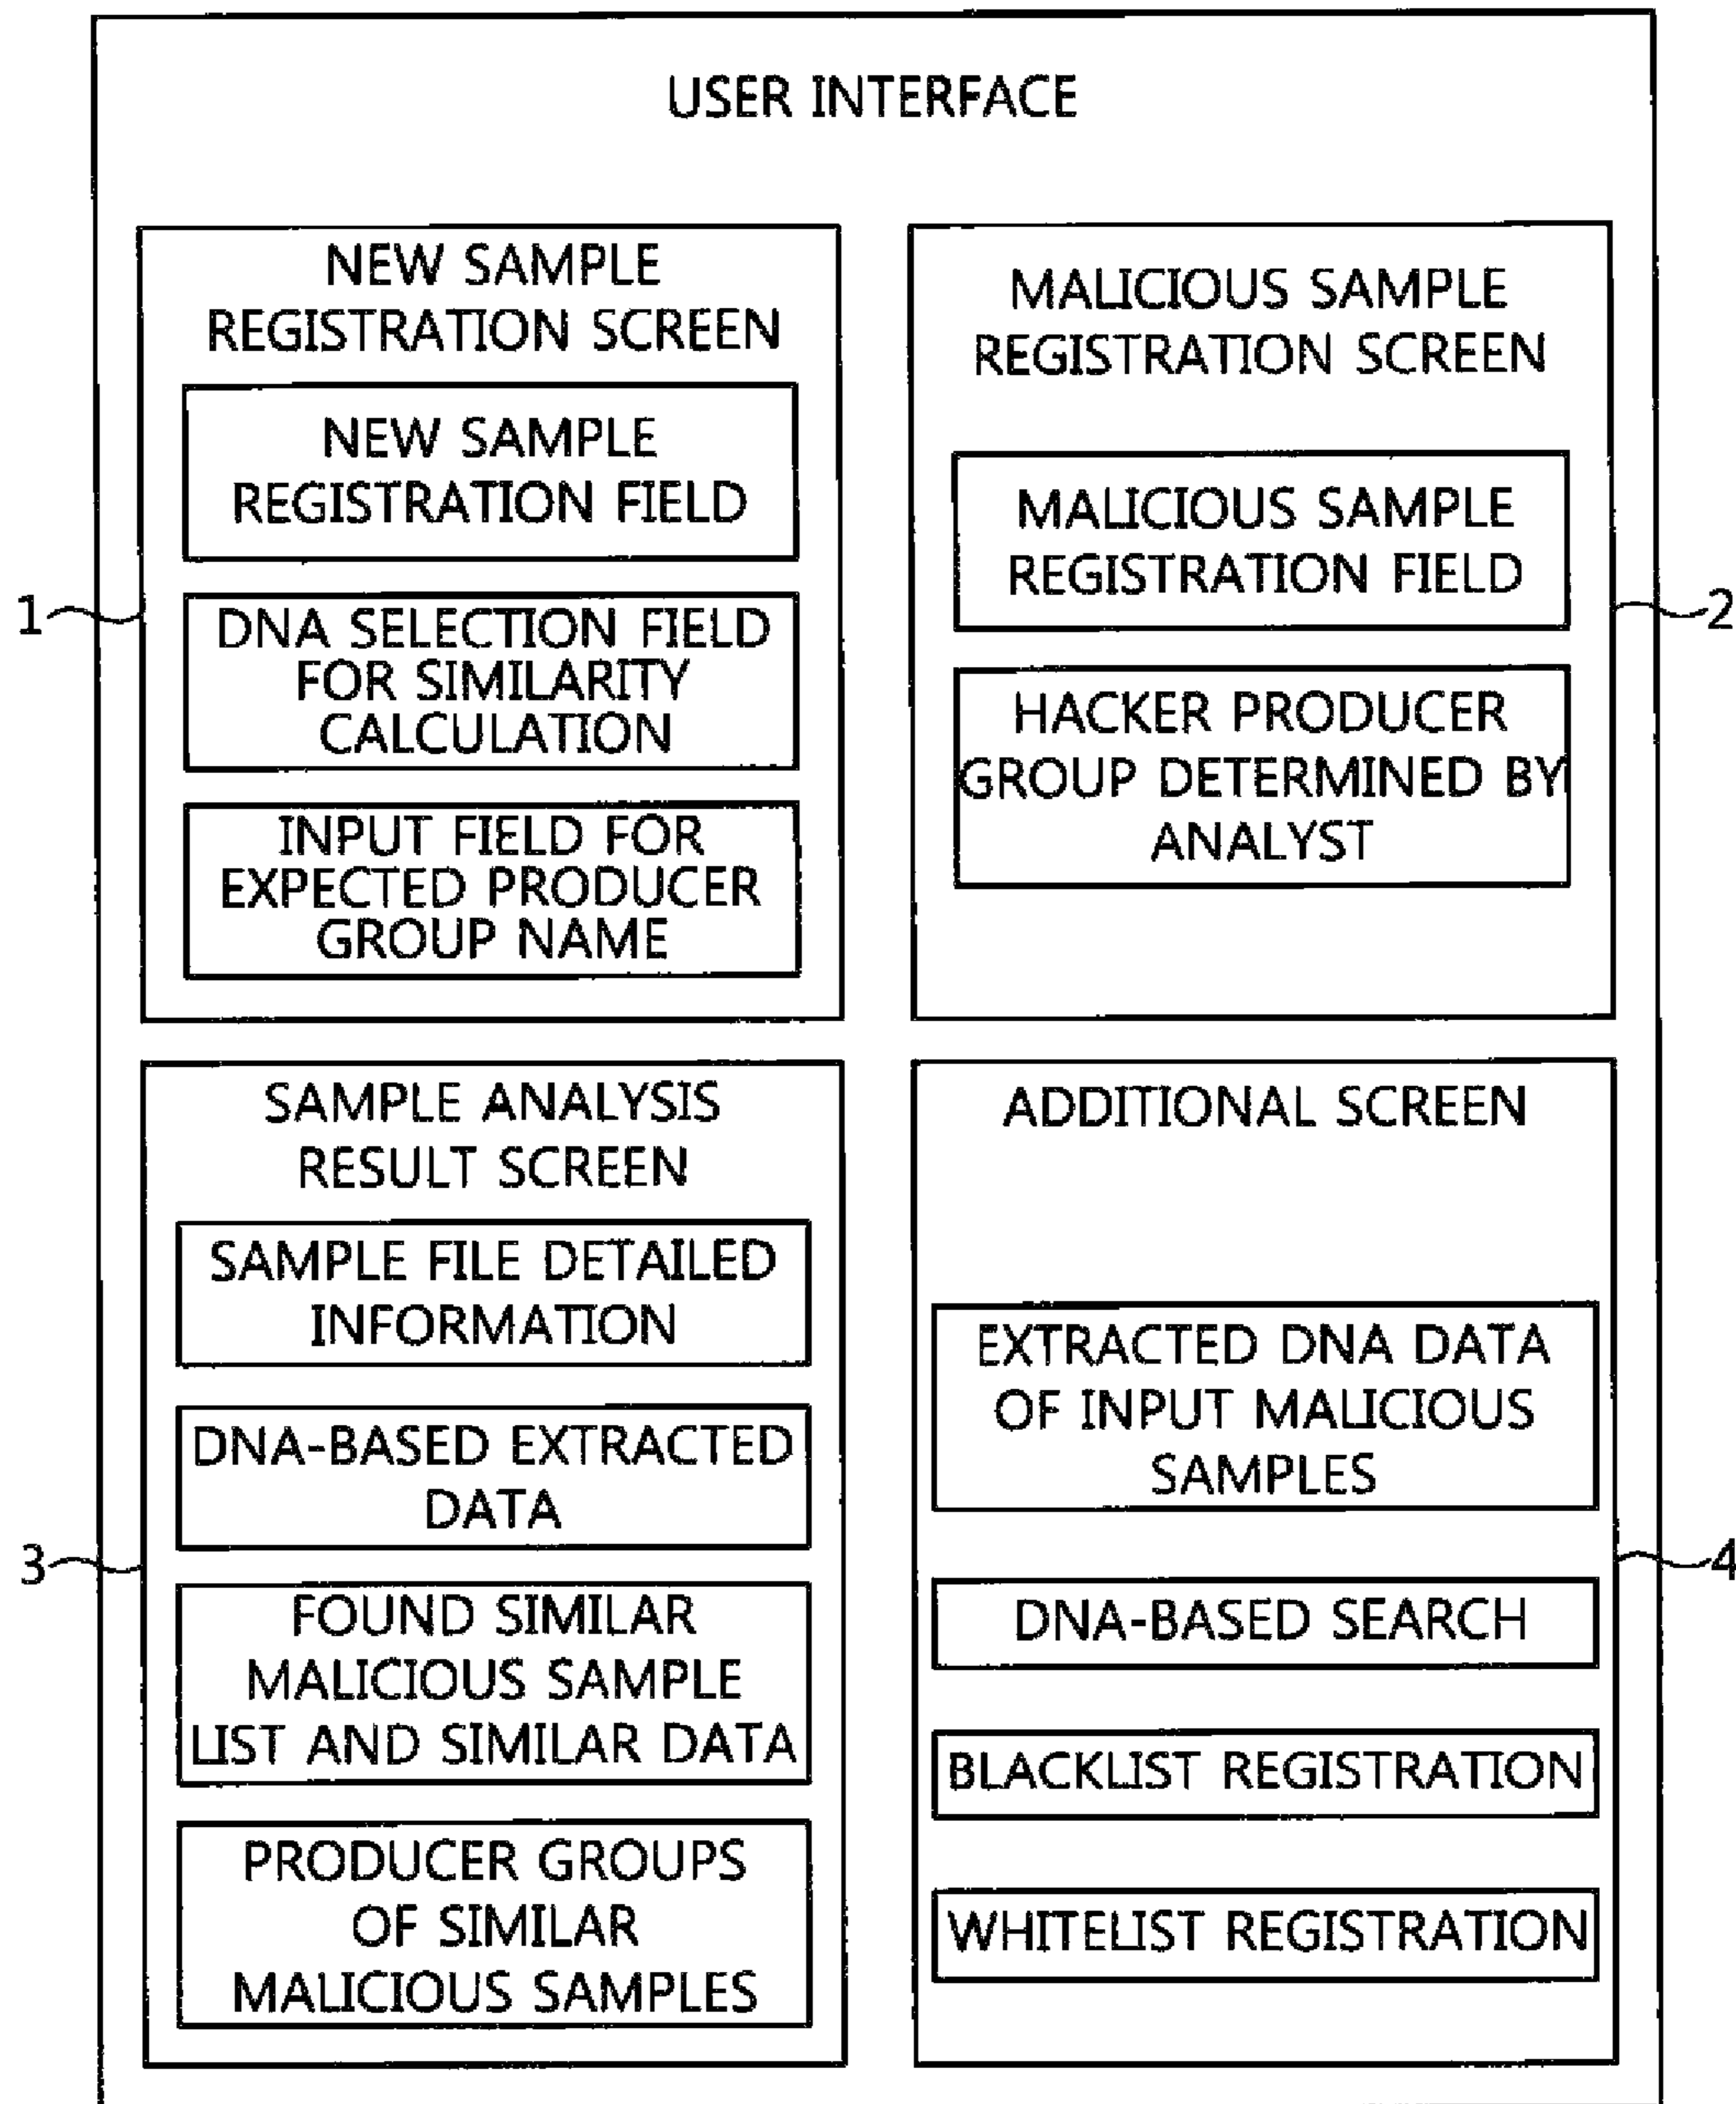 USER INTERFACE
NEW SAMPLE
REGISTRATION SCREEN
NEW SAMPLE
REGISTRATION FIELD
DNA SELECTION FIELD
FOR SIMILARITY
CALCULATION
INPUT FIELD FOR
EXPECTED PRODUCER
GROUP NAME
1
MALICIOUS SAMPLE
REGISTRATION SCREEN
MALICIOUS SAMPLE
REGISTRATION FIELD
HACKER PRODUCER
GROUP DETERMINED BY
ANALYST
2
SAMPLE ANALYSIS
RESULT SCREEN
SAMPLE FILE DETAILED
INFORMATION
DNA-BASED EXTRACTED
DATA
FOUND SIMILAR
MALICIOUS SAMPLE
LIST AND SIMILAR DATA
PRODUCER GROUPS
OF SIMILAR
MALICIOUS SAMPLES
3
ADDITIONAL SCREEN
EXTRACTED DNA DATA
OF INPUT MALICIOUS
SAMPLES
DNA-BASED SEARCH
BLACKLIST REGISTRATION
WHITELIST REGISTRATION
4